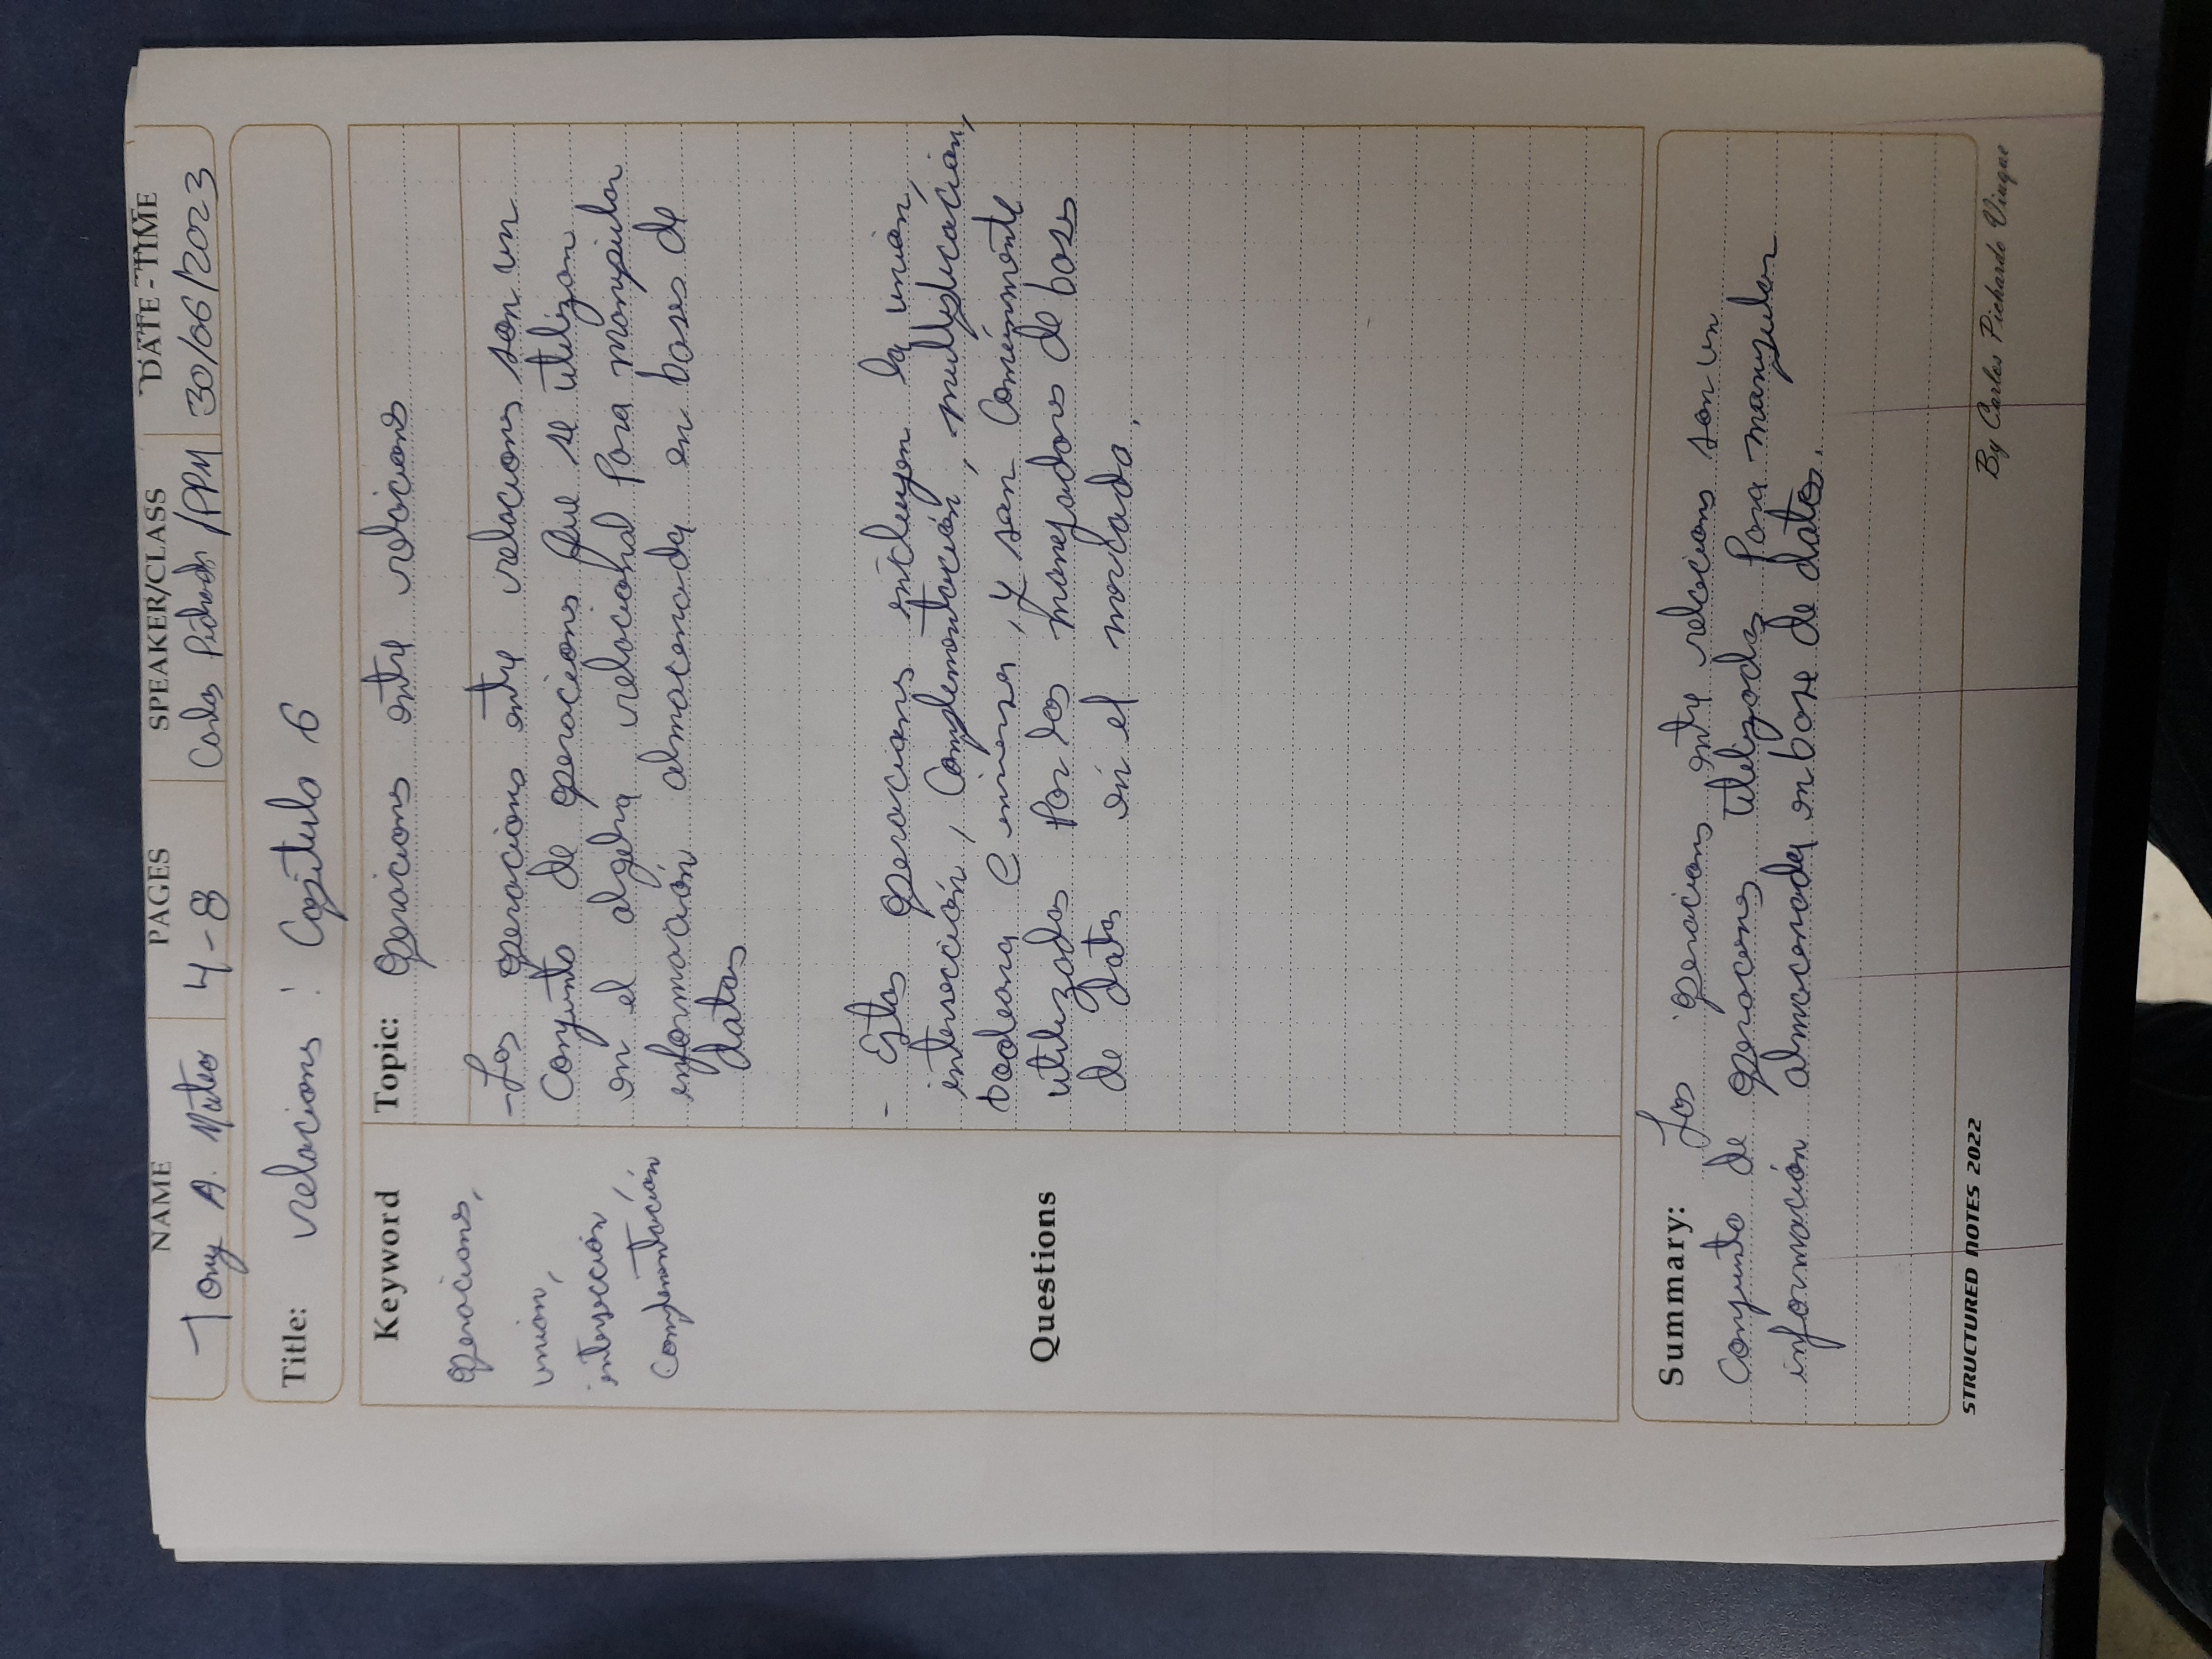 NAME PAGES SPEAKER/CLASS DATE-TIME
Tony A. Mateo 4-8 Carlos Pichardo /PPM 30/06/2023
Title: relaciones : Capitulo 6
Keyword
operaciones,
union,
intersección,
Complementación
Questions
Topic: operaciones entre relaciones
-Las operaciones entre relaciones son un
Conjunto de operaciones que se utilizan
en el algebra relacional para manipular
información almacenada en bases de
datos
- Estas operaciones incluyen la unión,
intersección, Complementación, multiplicación,
booleana e inversa, y son Comúnmente
utilizadas por los manejadores de bases
de datos en el mercado.
Summary: Las operaciones entre relaciones son un
Conjunto de operaciones utilizadas para manipular
información almacenada en base de datos.
STRUCTURED NOTES 2022
By Carlos Pichardo Viuque